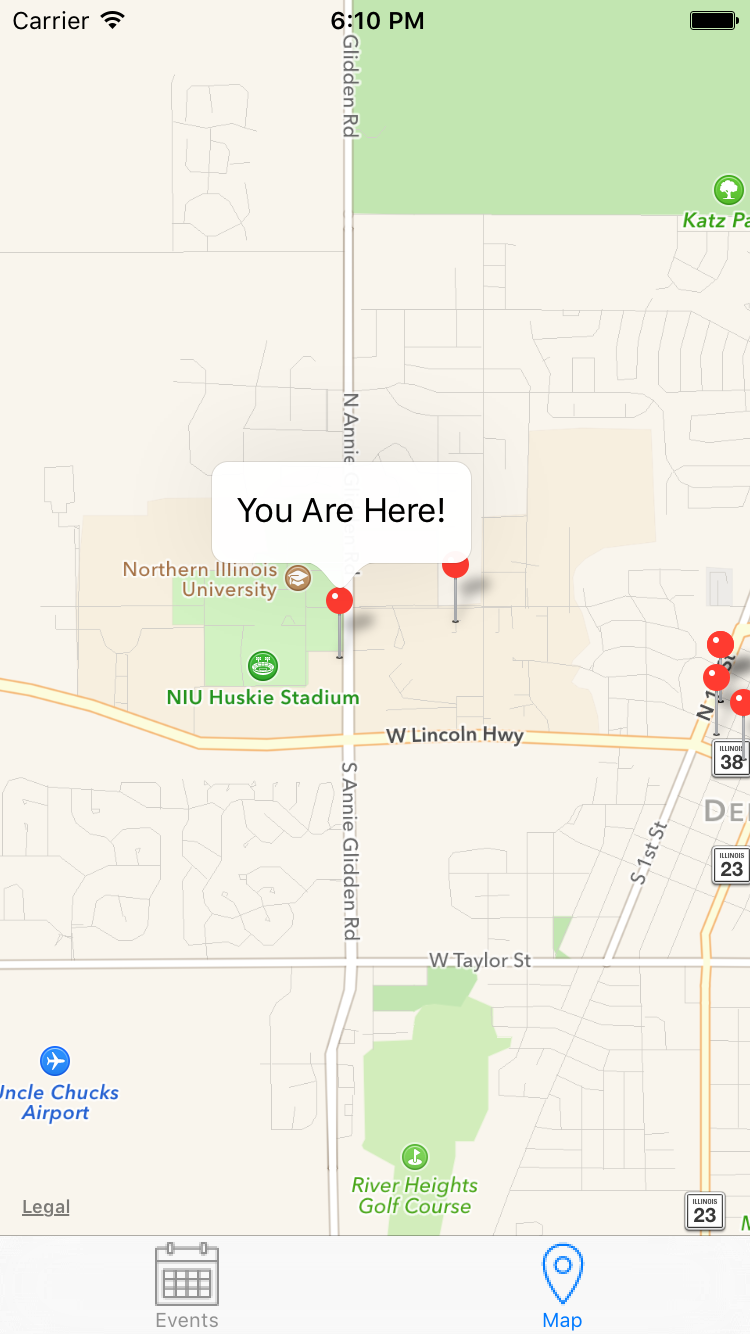 Carrier
6:10 PM
Glidden Rd
Katz Pa
N Annie
You Are Here!
Northern Illinois
University
NIU Huskie Stadium
N 1st St
W Lincoln Hwy
ILLINOIS
38
DE
S Annie Glidden Rd
S 1st St
ILLINOIS
23
W Taylor St
Uncle Chucks
Airport
River Heights
Golf Course
Legal
ILLINOIS
23
Events
Map